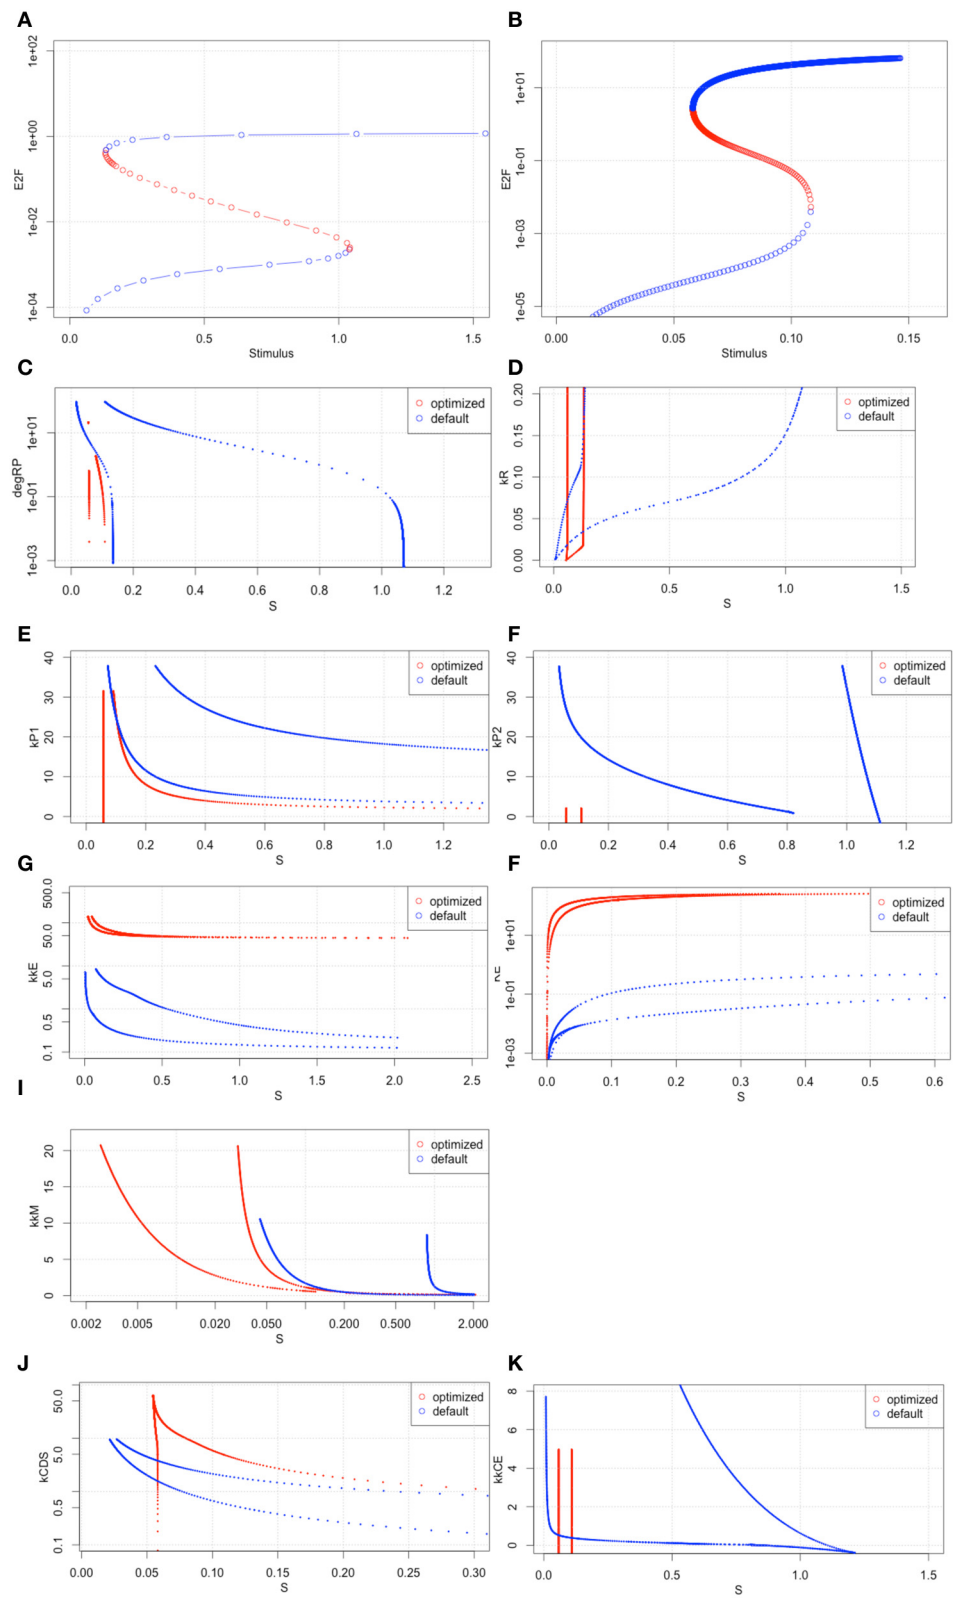 A
B
1e+02
1e+00
1e-02
1e-04
E2F
0.0 0.5 1.0 1.5
Stimulus
1e+01
1e-01
1e-03
1e-05
E2F
0.00 0.05 0.10 0.15
Stimulus
C
D
optimized
default
1e+01
1e-01
1e-03
degRP
0.0 0.2 0.4 0.6 0.8 1.0 1.2
S
optimized
default
0.20
0.15
0.10
0.05
0.00
kR
0.0 0.5 1.0 1.5
S
E
F
optimized
default
40
30
20
10
0
kP1
0.0 0.2 0.4 0.6 0.8 1.0 1.2
S
optimized
default
40
30
20
10
0
kP2
0.0 0.2 0.4 0.6 0.8 1.0 1.2
S
G
F
optimized
default
500.0
50.0
5.0
0.5
0.1
kkE
0.0 0.5 1.0 1.5 2.0 2.5
S
optimized
default
1e+01
1e-01
1e-03
0.0 0.1 0.2 0.3 0.4 0.5 0.6
S
I
optimized
default
20
15
10
5
0
kkM
0.002 0.005 0.020 0.050 0.200 0.500 2.000
S
J
K
optimized
default
50.0
5.0
0.5
0.1
kCDS
0.00 0.05 0.10 0.15 0.20 0.25 0.30
S
optimized
default
8
6
4
2
0
kkCE
0.0 0.5 1.0 1.5
S